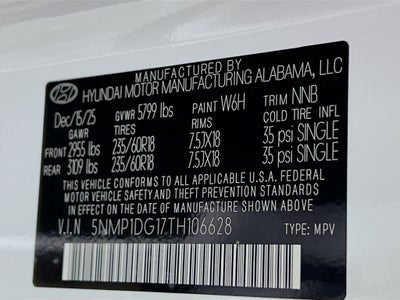 MANUFACTURED BY
HYUNDAI MOTOR MANUFACTURING ALABAMA, LLC
Dec/15/25 GVWR 5799 lbs PAINT W6H TRIM NNB
GAWR TIRES RIMS COLD TIRE INFL
FRONT 2955 lbs 235/60R18 7.5JX18 35 psi SINGLE
REAR 3109 lbs 235/60R18 7.5JX18 35 psi SINGLE
THIS VEHICLE CONFORMS TO ALL APPLICABLE U.S.A. FEDERAL
MOTOR VEHICLE SAFETY AND THEFT PREVENTION STANDARDS
IN EFFECT ON THE DATE OF MANUFACTURE SHOWN ABOVE.
V.I.N 5NMP1DG17TH106628 TYPE: MPV